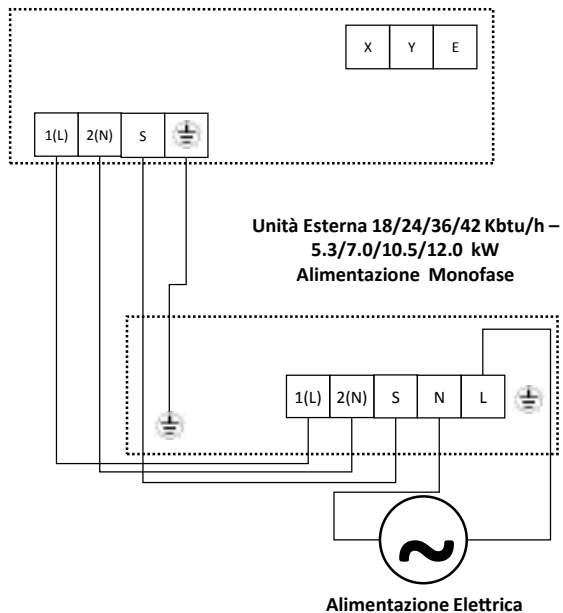 X Y E
1(L) 2(N) S
Unità Esterna 18/24/36/42 Kbtu/h –
5.3/7.0/10.5/12.0 kW
Alimentazione Monofase
1(L) 2(N) S N L
Alimentazione Elettrica